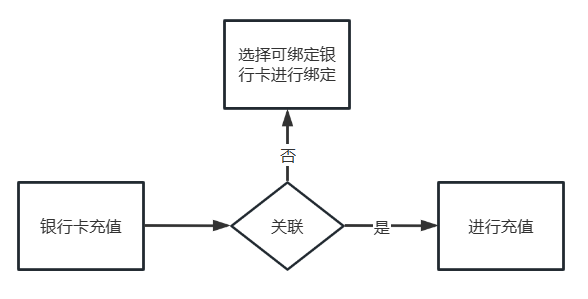 选择可绑定银
行卡进行绑定
否
银行卡充值
关联
是
进行充值